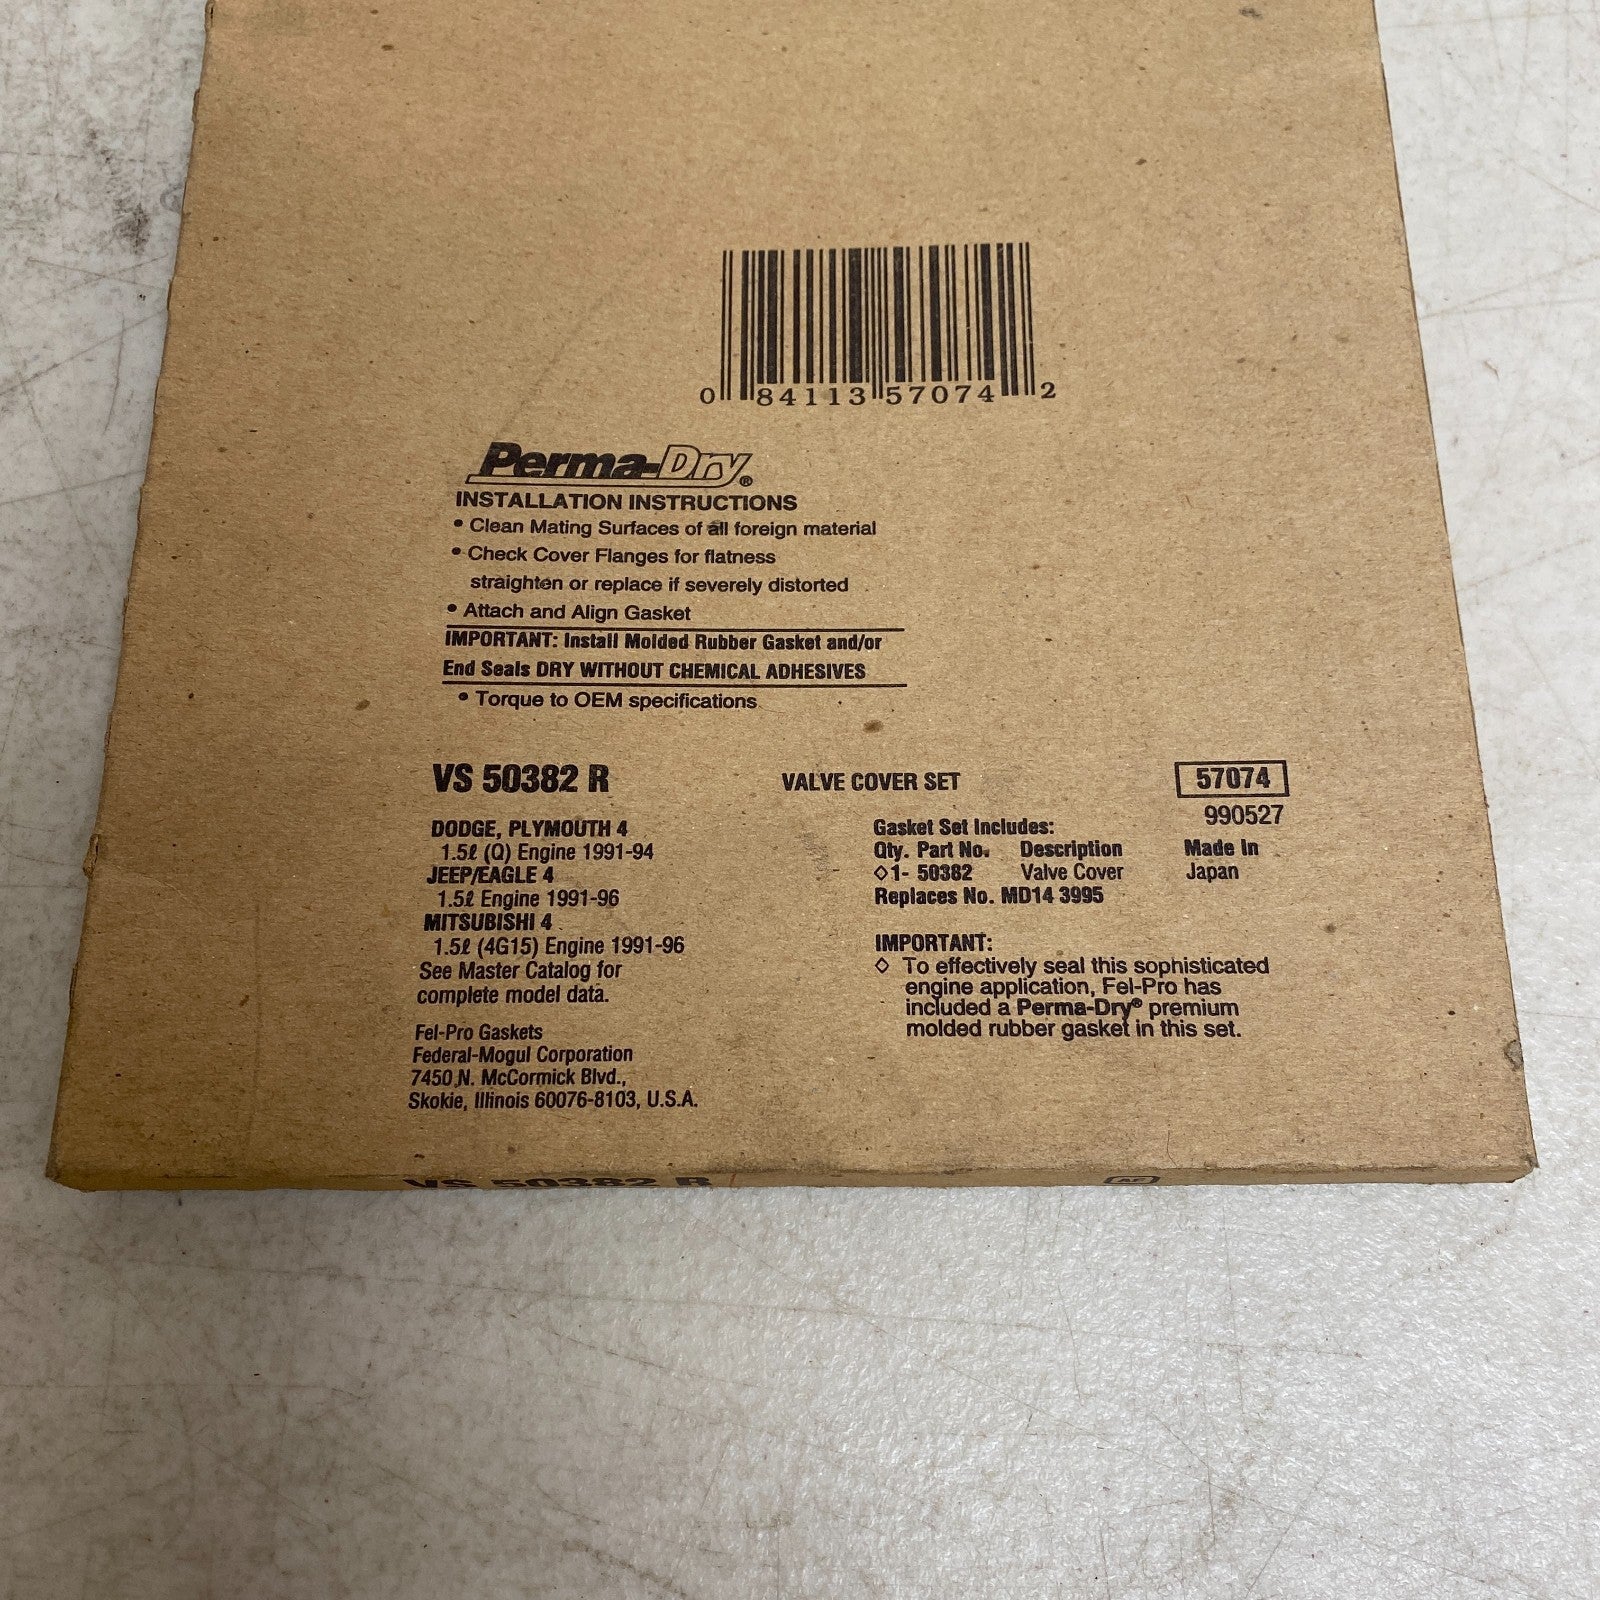 0 84113 57074 2
Perma-Dry®
INSTALLATION INSTRUCTIONS
• Clean Mating Surfaces of all foreign material
• Check Cover Flanges for flatness
straighten or replace if severely distorted
• Attach and Align Gasket
IMPORTANT: Install Molded Rubber Gasket and/or
End Seals DRY WITHOUT CHEMICAL ADHESIVES
• Torque to OEM specifications
VS 50382 R
VALVE COVER SET
57074
990527
DODGE, PLYMOUTH 4
1.5ℓ (Q) Engine 1991-94
JEEP/EAGLE 4
1.5ℓ Engine 1991-96
MITSUBISHI 4
1.5ℓ (4G15) Engine 1991-96
See Master Catalog for
complete model data.
Fel-Pro Gaskets
Federal-Mogul Corporation
7450 N. McCormick Blvd.,
Skokie, Illinois 60076-8103, U.S.A.
Gasket Set Includes:
Qty. Part No. Description Made In
◇1- 50382 Valve Cover Japan
Replaces No. MD14 3995
IMPORTANT:
◇ To effectively seal this sophisticated
engine application, Fel-Pro has
included a Perma-Dry® premium
molded rubber gasket in this set.
VS 50382 R
AF